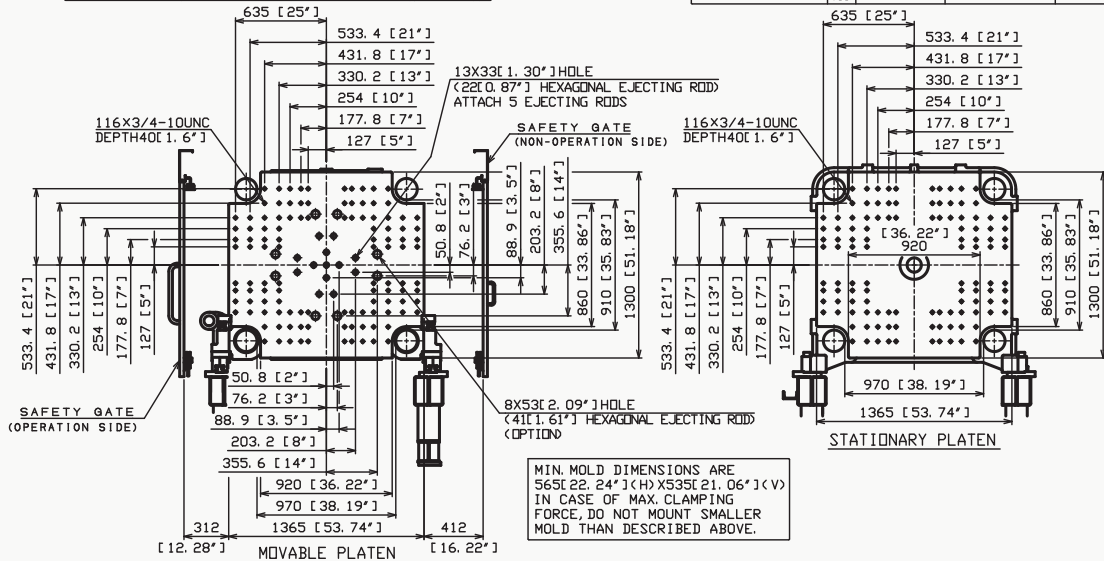 635 [25"]
533.4 [21"]
431.8 [17"]
330.2 [13"]
254 [10"]
177.8 [7"]
127 [5"]
116X3/4-10UNC
DEPTH40[1.6"]
13X33[1.30"]HOLE
(22[0.87"] HEXAGONAL EJECTING ROD)
ATTACH 5 EJECTING RODS
SAFETY GATE
(NON-OPERATION SIDE)
533.4 [21"]
431.8 [17"]
330.2 [13"]
254 [10"]
177.8 [7"]
127 [5"]
50.8 [2"]
76.2 [3"]
88.9 [3.5"]
203.2 [8"]
355.6 [14"]
860 [33.86"]
910 [35.83"]
1300 [51.18"]
SAFETY GATE
(OPERATION SIDE)
50.8 [2"]
76.2 [3"]
88.9 [3.5"]
203.2 [8"]
355.6 [14"]
920 [36.22"]
970 [38.19"]
312
[12.28"]
1365 [53.74"]
412
[16.22"]
MOVABLE PLATEN
8X53[2.09"]HOLE
(41[1.61"] HEXAGONAL EJECTING ROD)
(OPTION)
MIN. MOLD DIMENSIONS ARE
565[22.24"](H)X535[21.06"](V)
IN CASE OF MAX. CLAMPING
FORCE, DO NOT MOUNT SMALLER
MOLD THAN DESCRIBED ABOVE.
635 [25"]
533.4 [21"]
431.8 [17"]
330.2 [13"]
254 [10"]
177.8 [7"]
127 [5"]
116X3/4-10UNC
DEPTH40[1.6"]
533.4 [21"]
431.8 [17"]
330.2 [13"]
254 [10"]
177.8 [7"]
127 [5"]
[36.22"]
920
860 [33.86"]
910 [35.83"]
1300 [51.18"]
970 [38.19"]
1365 [53.74"]
STATIONARY PLATEN